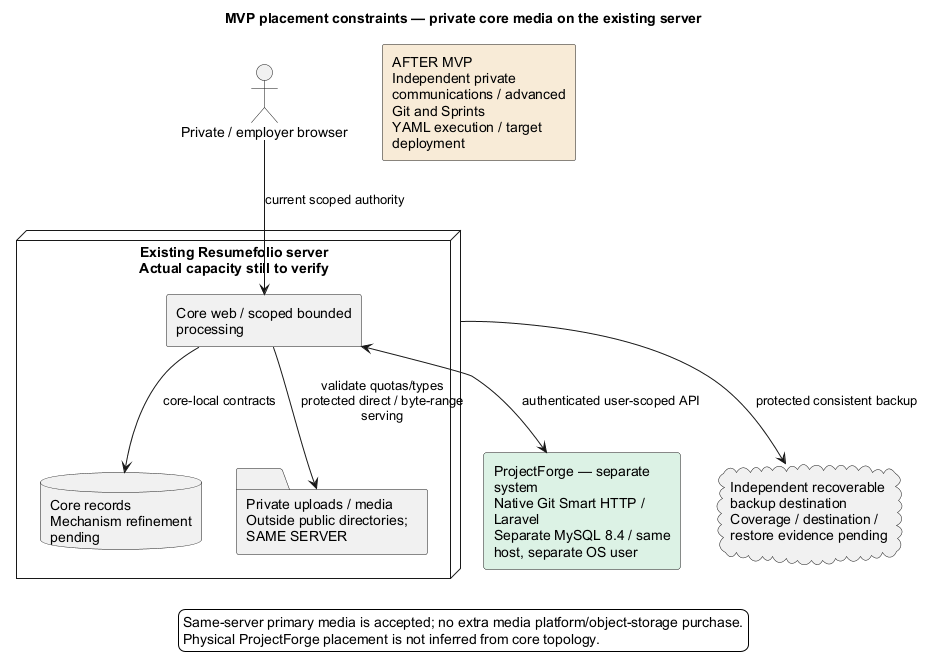 MVP placement constraints — private core media on the existing server
AFTER MVP
Independent private
communications / advanced
Git and Sprints
YAML execution / target
deployment
Private / employer browser
current scoped authority
Existing Resumefolio server
Actual capacity still to verify
Core web / scoped bounded
processing
core-local contracts
validate quotas/types
protected direct / byte-range
serving
authenticated user-scoped API
protected consistent backup
Core records
Mechanism refinement
pending
Private uploads / media
Outside public directories;
SAME SERVER
ProjectForge — separate
system
Native Git Smart HTTP /
Laravel
Separate MySQL 8.4 / same
host, separate OS user
Independent recoverable
backup destination
Coverage / destination /
restore evidence pending
Same-server primary media is accepted; no extra media platform/object-storage purchase.
Physical ProjectForge placement is not inferred from core topology.